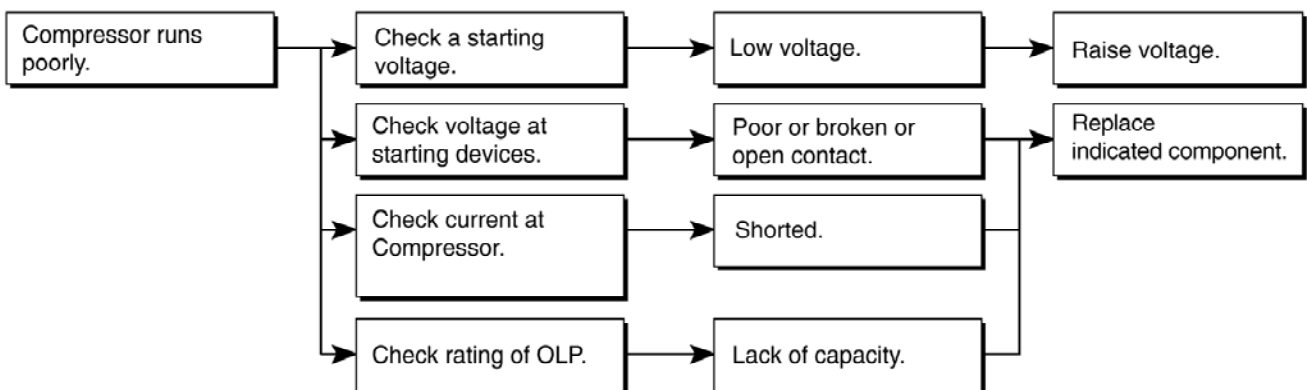 Compressor runs
poorly.
Check a starting
voltage.
Low voltage.
Raise voltage.
Check voltage at
starting devices.
Poor or broken or
open contact.
Replace
indicated component.
Check current at
Compressor.
Shorted.
Check rating of OLP.
Lack of capacity.